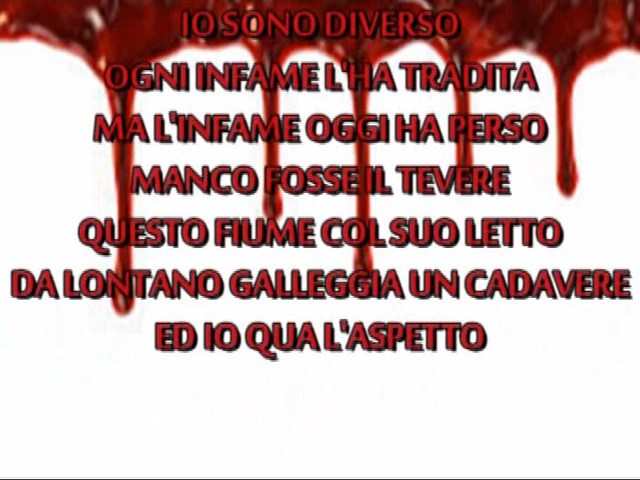 IO SONO DIVERSO
OGNI INFAME L'HA TRADITA
MA L'INFAME OGGI HA PERSO
MANCO FOSSE IL TEVERE
QUESTO FIUME COL SUO LETTO
DA LONTANO GALLEGGIA UN CADAVERE
ED IO QUA L'ASPETTO